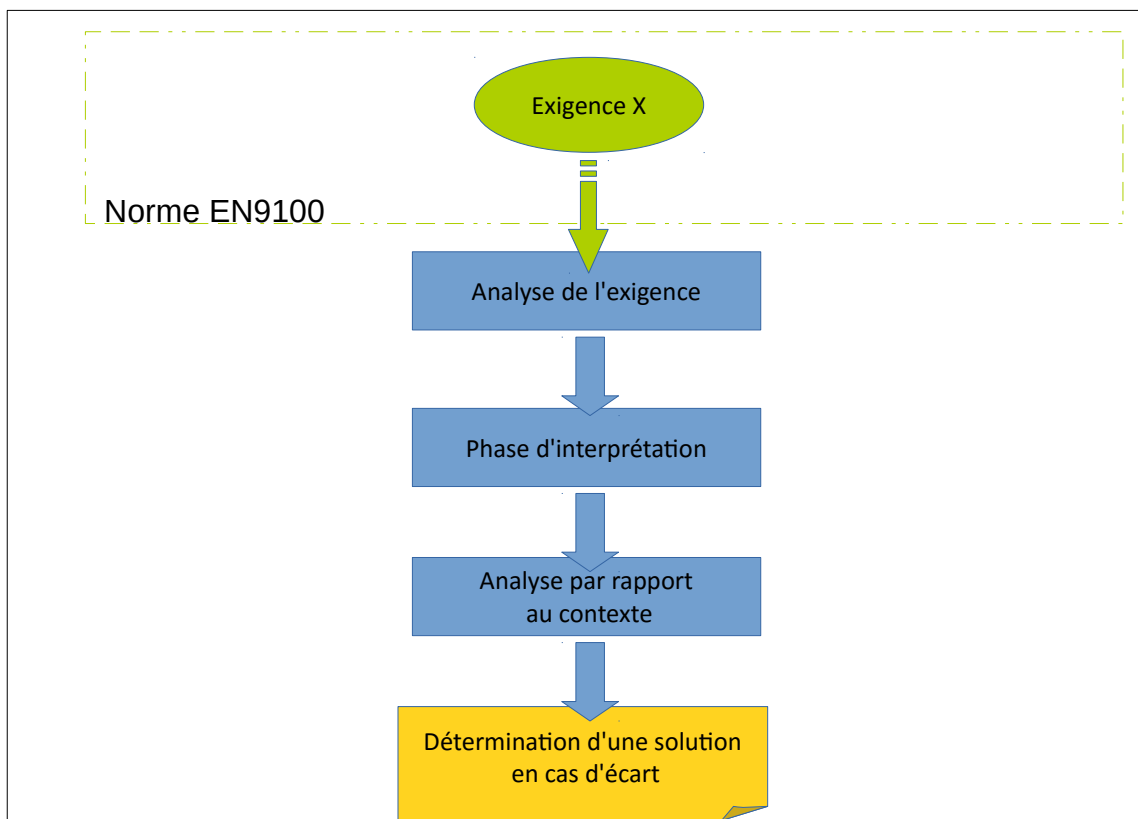 Exigence X
Norme EN9100
Analyse de l'exigence
Phase d'interprétation
Analyse par rapport
au contexte
Détermination d'une solution
en cas d'écart